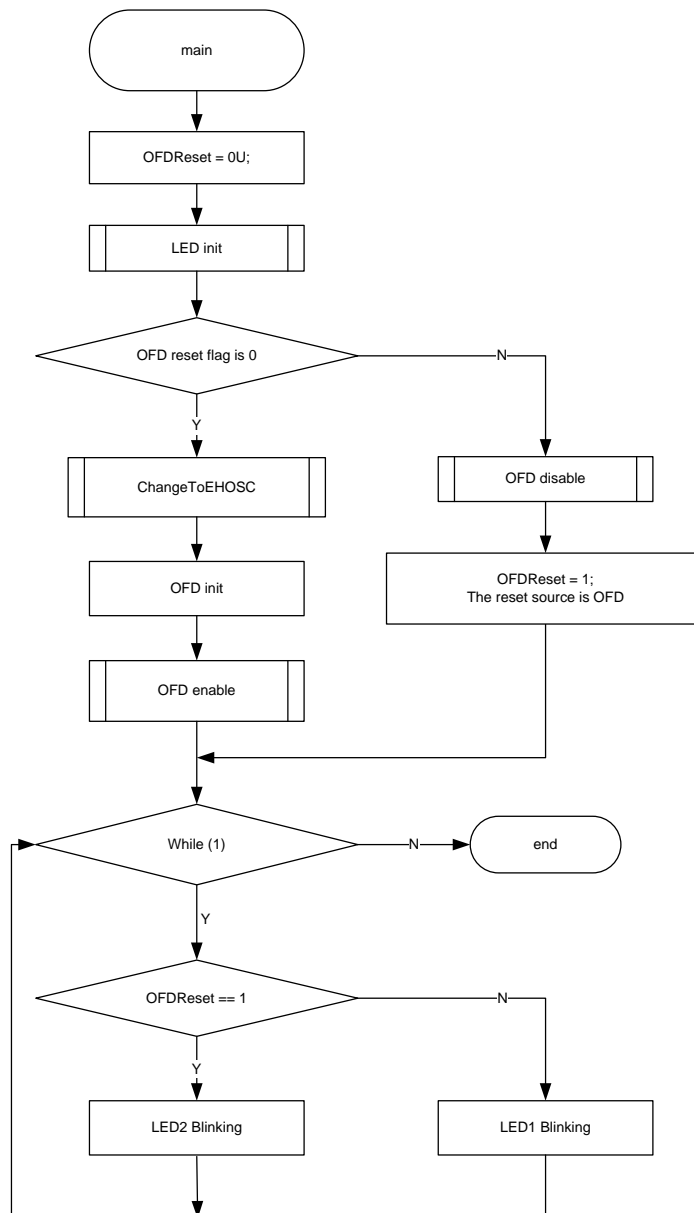 main
OFDReset = 0U;
LED init
OFD reset flag is 0
N
Y
ChangeToEHOSC
OFD disable
OFD init
OFDReset = 1;
The reset source is OFD
OFD enable
While (1)
N
end
Y
OFDReset == 1
N
Y
LED2 Blinking
LED1 Blinking